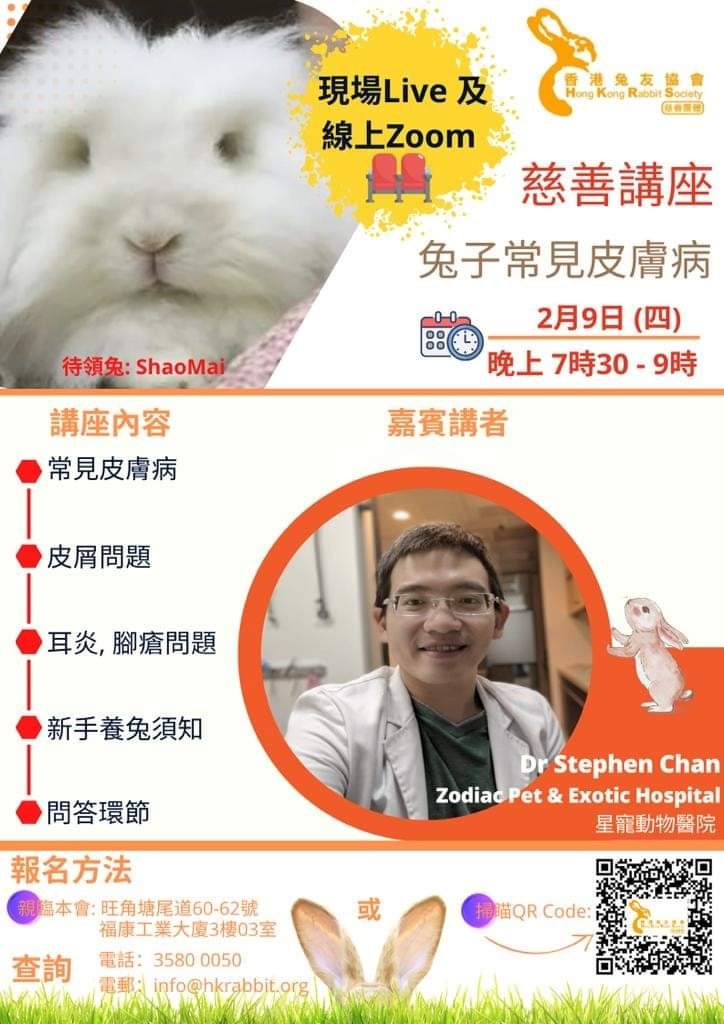 現場Live 及
線上Zoom
香港兔友協會
Hong Kong Rabbit Society
慈善團體
慈善講座
兔子常見皮膚病
2月9日 (四)
晚上 7時30 - 9時
待領兔: ShaoMai
講座內容
常見皮膚病
皮屑問題
耳炎, 腳瘡問題
新手養兔須知
問答環節
嘉賓講者
Dr Stephen Chan
Zodiac Pet & Exotic Hospital
星寵動物醫院
報名方法
親臨本會: 旺角塘尾道60-62號
福康工業大廈3樓03室
或
掃瞄QR Code:
查詢
電話: 3580 0050
電郵: info@hkrabbit.org